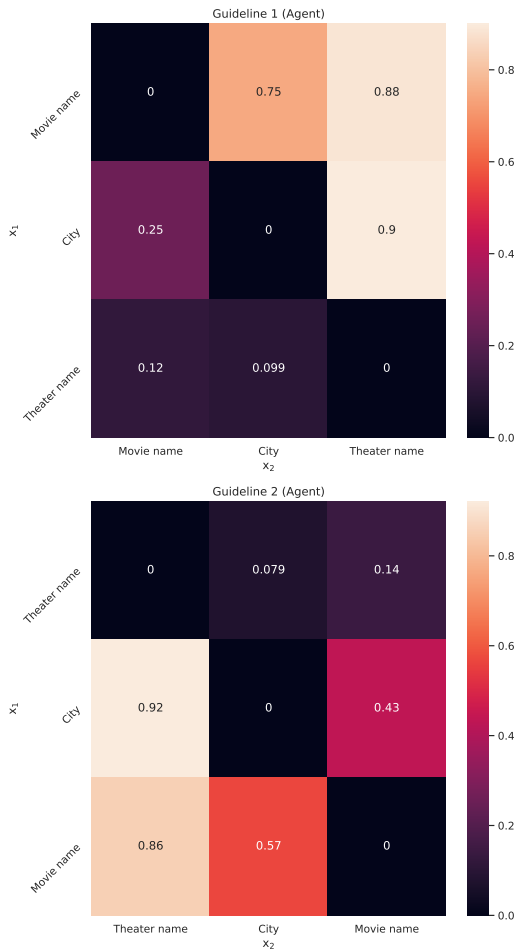 Guideline 1 (Agent)
Movie name
0
0.75
0.88
0.8
0.6
x₁
City
0.25
0
0.9
0.4
0.2
Theater name
0.12
0.099
0
0.0
Movie name
City
Theater name
x₂
Guideline 2 (Agent)
Theater name
0
0.079
0.14
0.8
0.6
x₁
City
0.92
0
0.43
0.4
0.2
Movie name
0.86
0.57
0
0.0
Theater name
City
Movie name
x₂